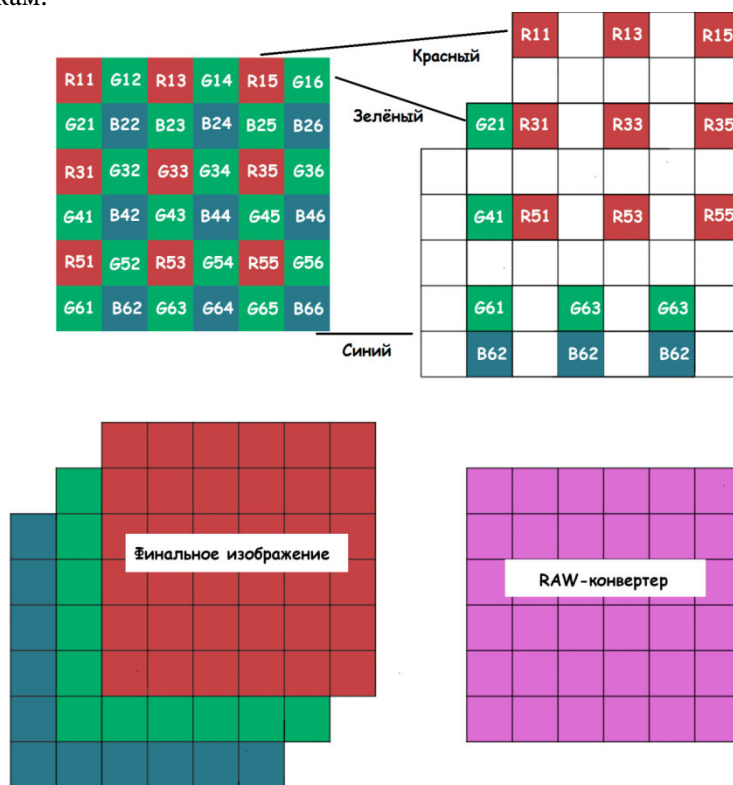 кам.
R11 G12 R13 G14 R15 G16
G21 B22 B23 B24 B25 B26
R31 G32 G33 G34 R35 G36
G41 B42 G43 B44 G45 B46
R51 G52 R53 G54 R55 G56
G61 B62 G63 G64 G65 B66
Красный
Зелёный
Синий
R11 R13 R15
G21 R31 R33 R35
G41 R51 R53 R55
G61 G63 G63
B62 B62 B62
Финальное изображение
RAW-конвертер